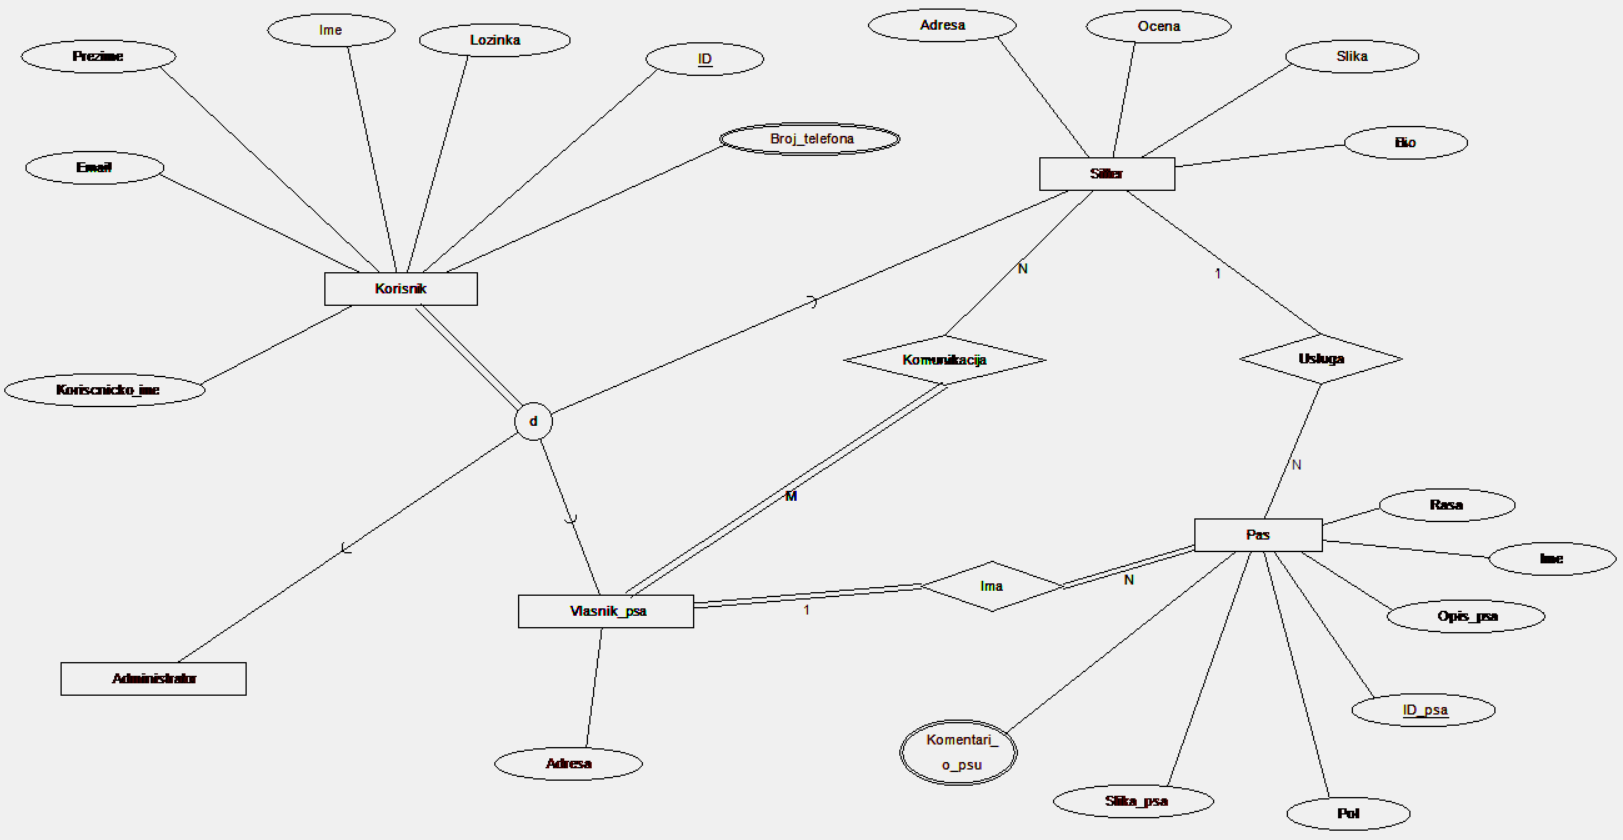 Ime
Lozinka
Prezime
ID
Broj_telefona
Email
Korisnik
Koriscnicko_ime
d
Adresa
Ocena
Slika
Bio
Sitter
N
1
Komunikacija
Usluga
M
N
Rasa
Pas
Ime
Ima
N
1
Opis_psa
Vlasnik_psa
Administrator
ID_psa
Adresa
Komentari_
o_psu
Slika_psa
Pol